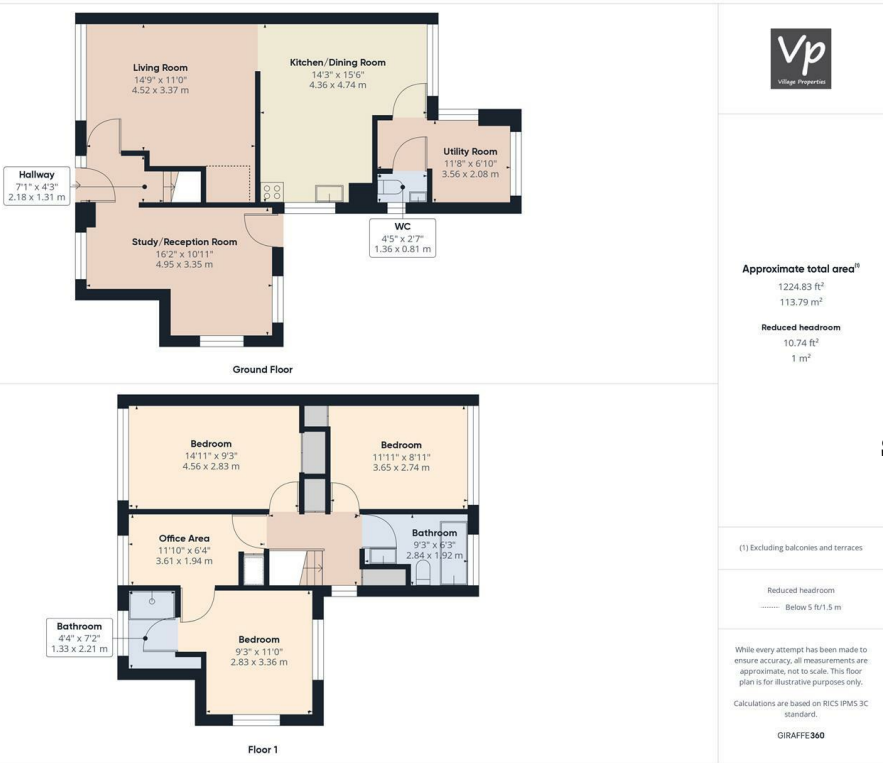 Living Room
14'9" x 11'0"
4.52 x 3.37 m
Kitchen/Dining Room
14'3" x 15'6"
4.36 x 4.74 m
Utility Room
11'8" x 6'10"
3.56 x 2.08 m
Hallway
7'1" x 4'3"
2.18 x 1.31 m
WC
4'5" x 2'7"
1.36 x 0.81 m
Study/Reception Room
16'2" x 10'11"
4.95 x 3.35 m
Ground Floor
Bedroom
14'11" x 9'3"
4.56 x 2.83 m
Bedroom
11'11" x 8'11"
3.65 x 2.74 m
Office Area
11'10" x 6'4"
3.61 x 1.94 m
Bathroom
9'3" x 6'3"
2.84 x 1.92 m
Bathroom
4'4" x 7'2"
1.33 x 2.21 m
Bedroom
9'3" x 11'0"
2.83 x 3.36 m
Floor 1
Vp
Village Properties
Approximate total area(1)
1224.83 ft²
113.79 m²
Reduced headroom
10.74 ft²
1 m²
(1) Excluding balconies and terraces
Reduced headroom
Below 5 ft/1.5 m
While every attempt has been made to
ensure accuracy, all measurements are
approximate, not to scale. This floor
plan is for illustrative purposes only.
Calculations are based on RICS IPMS 3C
standard.
GIRAFFE360